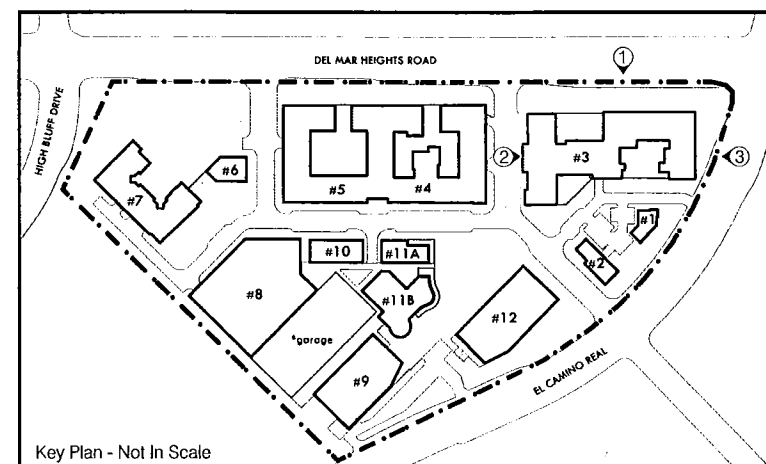 DEL MAR HEIGHTS ROAD
1
HIGH BLUFF DRIVE
2
3
#3
#6
#7
#5
#4
#1
#2
#10
#11A
#8
#11B
*garage
#12
#9
EL CAMINO REAL
Key Plan - Not In Scale